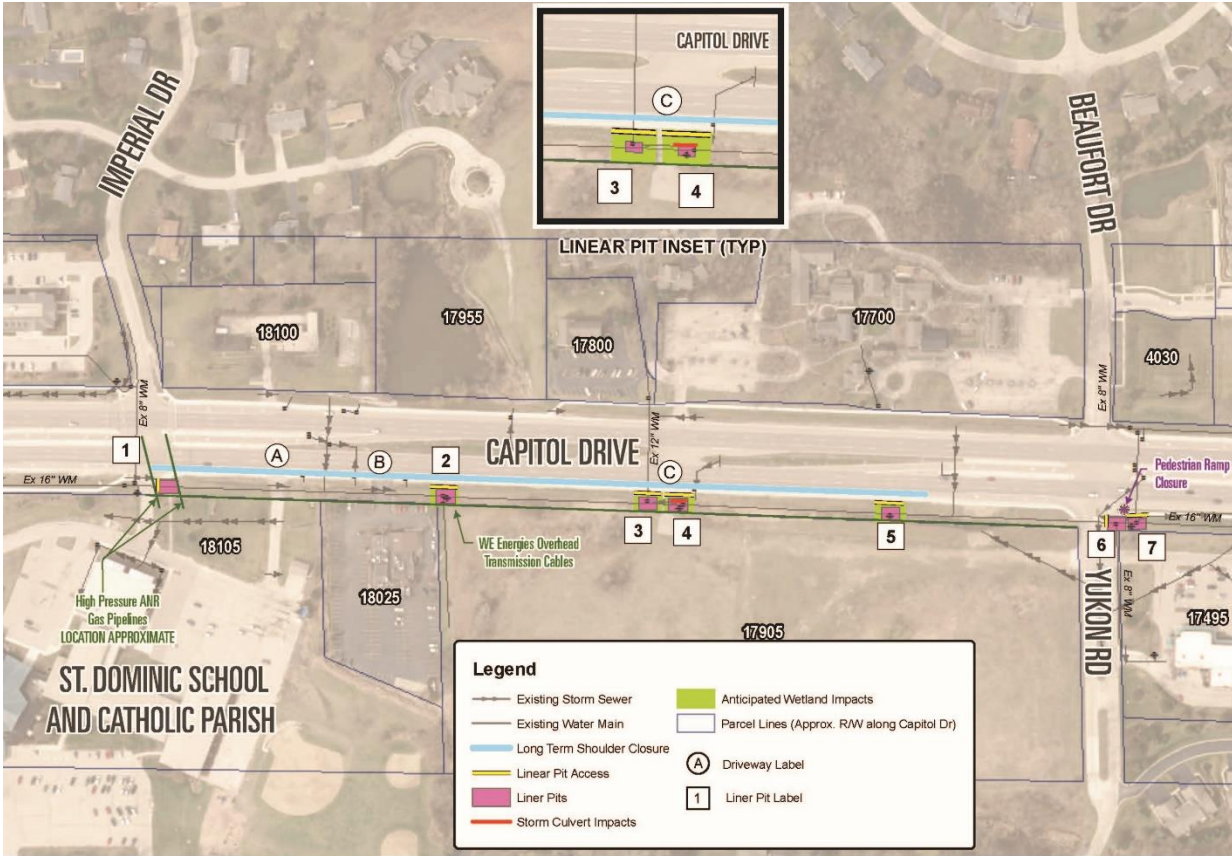 CAPITOL DRIVE
C
3
4
LINEAR PIT INSET (TYP)
IMPERIAL DR
BEAUFORT DR
18100
17955
17800
17700
4030
Ex 8" WM
Ex 12" WM
Ex 8" WM
1
A
B
2
CAPITOL DRIVE
C
Pedestrian Ramp
Closure
Ex 16" WM
Ex 16" WM
3
4
5
6
7
18105
WE Energies Overhead
Transmission Cables
High Pressure ANR
Gas Pipelines
LOCATION APPROXIMATE
18025
17905
YUKON RD
Ex 8" WM
17495
ST. DOMINIC SCHOOL
AND CATHOLIC PARISH
Legend
Existing Storm Sewer
Existing Water Main
Long Term Shoulder Closure
Linear Pit Access
Liner Pits
Storm Culvert Impacts
Anticipated Wetland Impacts
Parcel Lines (Approx. R/W along Capitol Dr)
A Driveway Label
1 Liner Pit Label